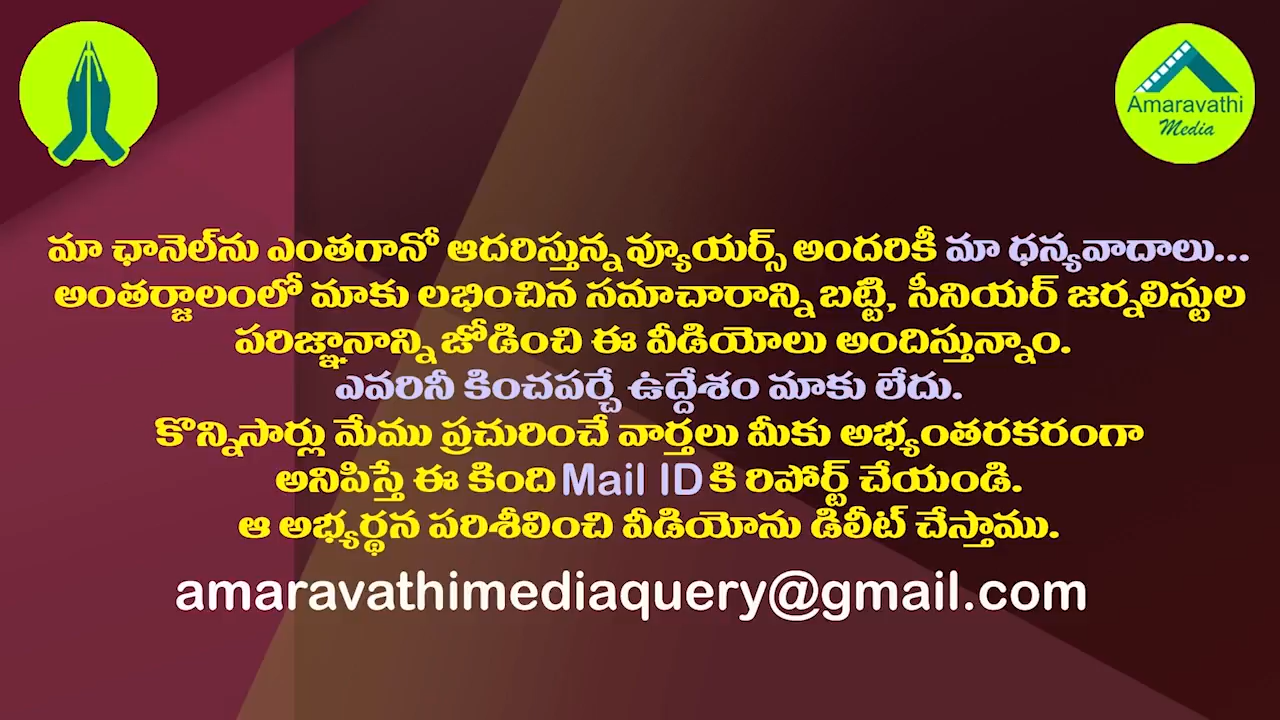 Amaravathi
Media
మా ఛానెల్‌ను ఎంతగానో ఆదరిస్తున్న వ్యూయర్స్ అందరికీ మా ధన్యవాదాలు...
అంతర్జాలంలో మాకు లభించిన సమాచారాన్ని బట్టి, సీనియర్ జర్నలిస్టుల
పరిజ్ఞానాన్ని జోడించి ఈ వీడియోలు అందిస్తున్నాం.
ఎవరినీ కించపర్చే ఉద్దేశం మాకు లేదు.
కొన్నిసార్లు మేము ప్రచురించే వార్తలు మీకు అభ్యంతరకరంగా
అనిపిస్తే ఈ కింది Mail ID కి రిపోర్ట్ చేయండి.
ఆ అభ్యర్థన పరిశీలించి వీడియోను డిలీట్ చేస్తాము.
amaravathimediaquery@gmail.com